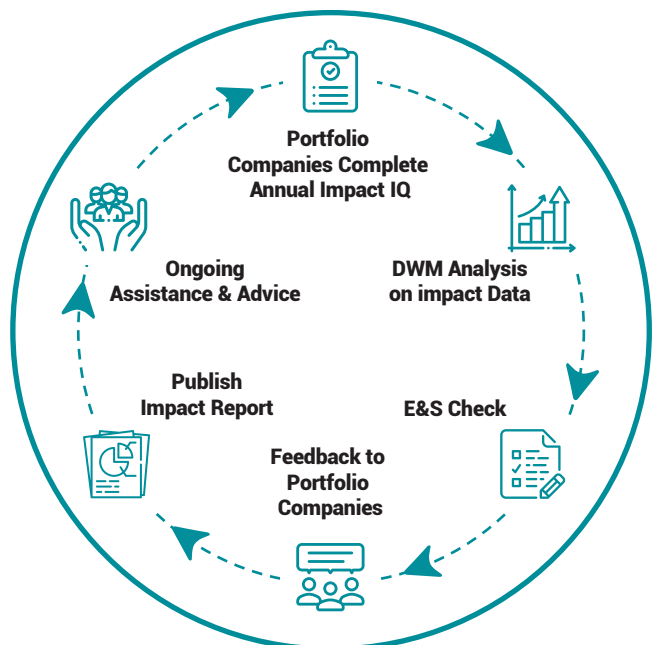 Portfolio
Companies Complete
Annual Impact IQ
DWM Analysis
on impact Data
E&S Check
Feedback to
Portfolio
Companies
Publish
Impact Report
Ongoing
Assistance & Advice